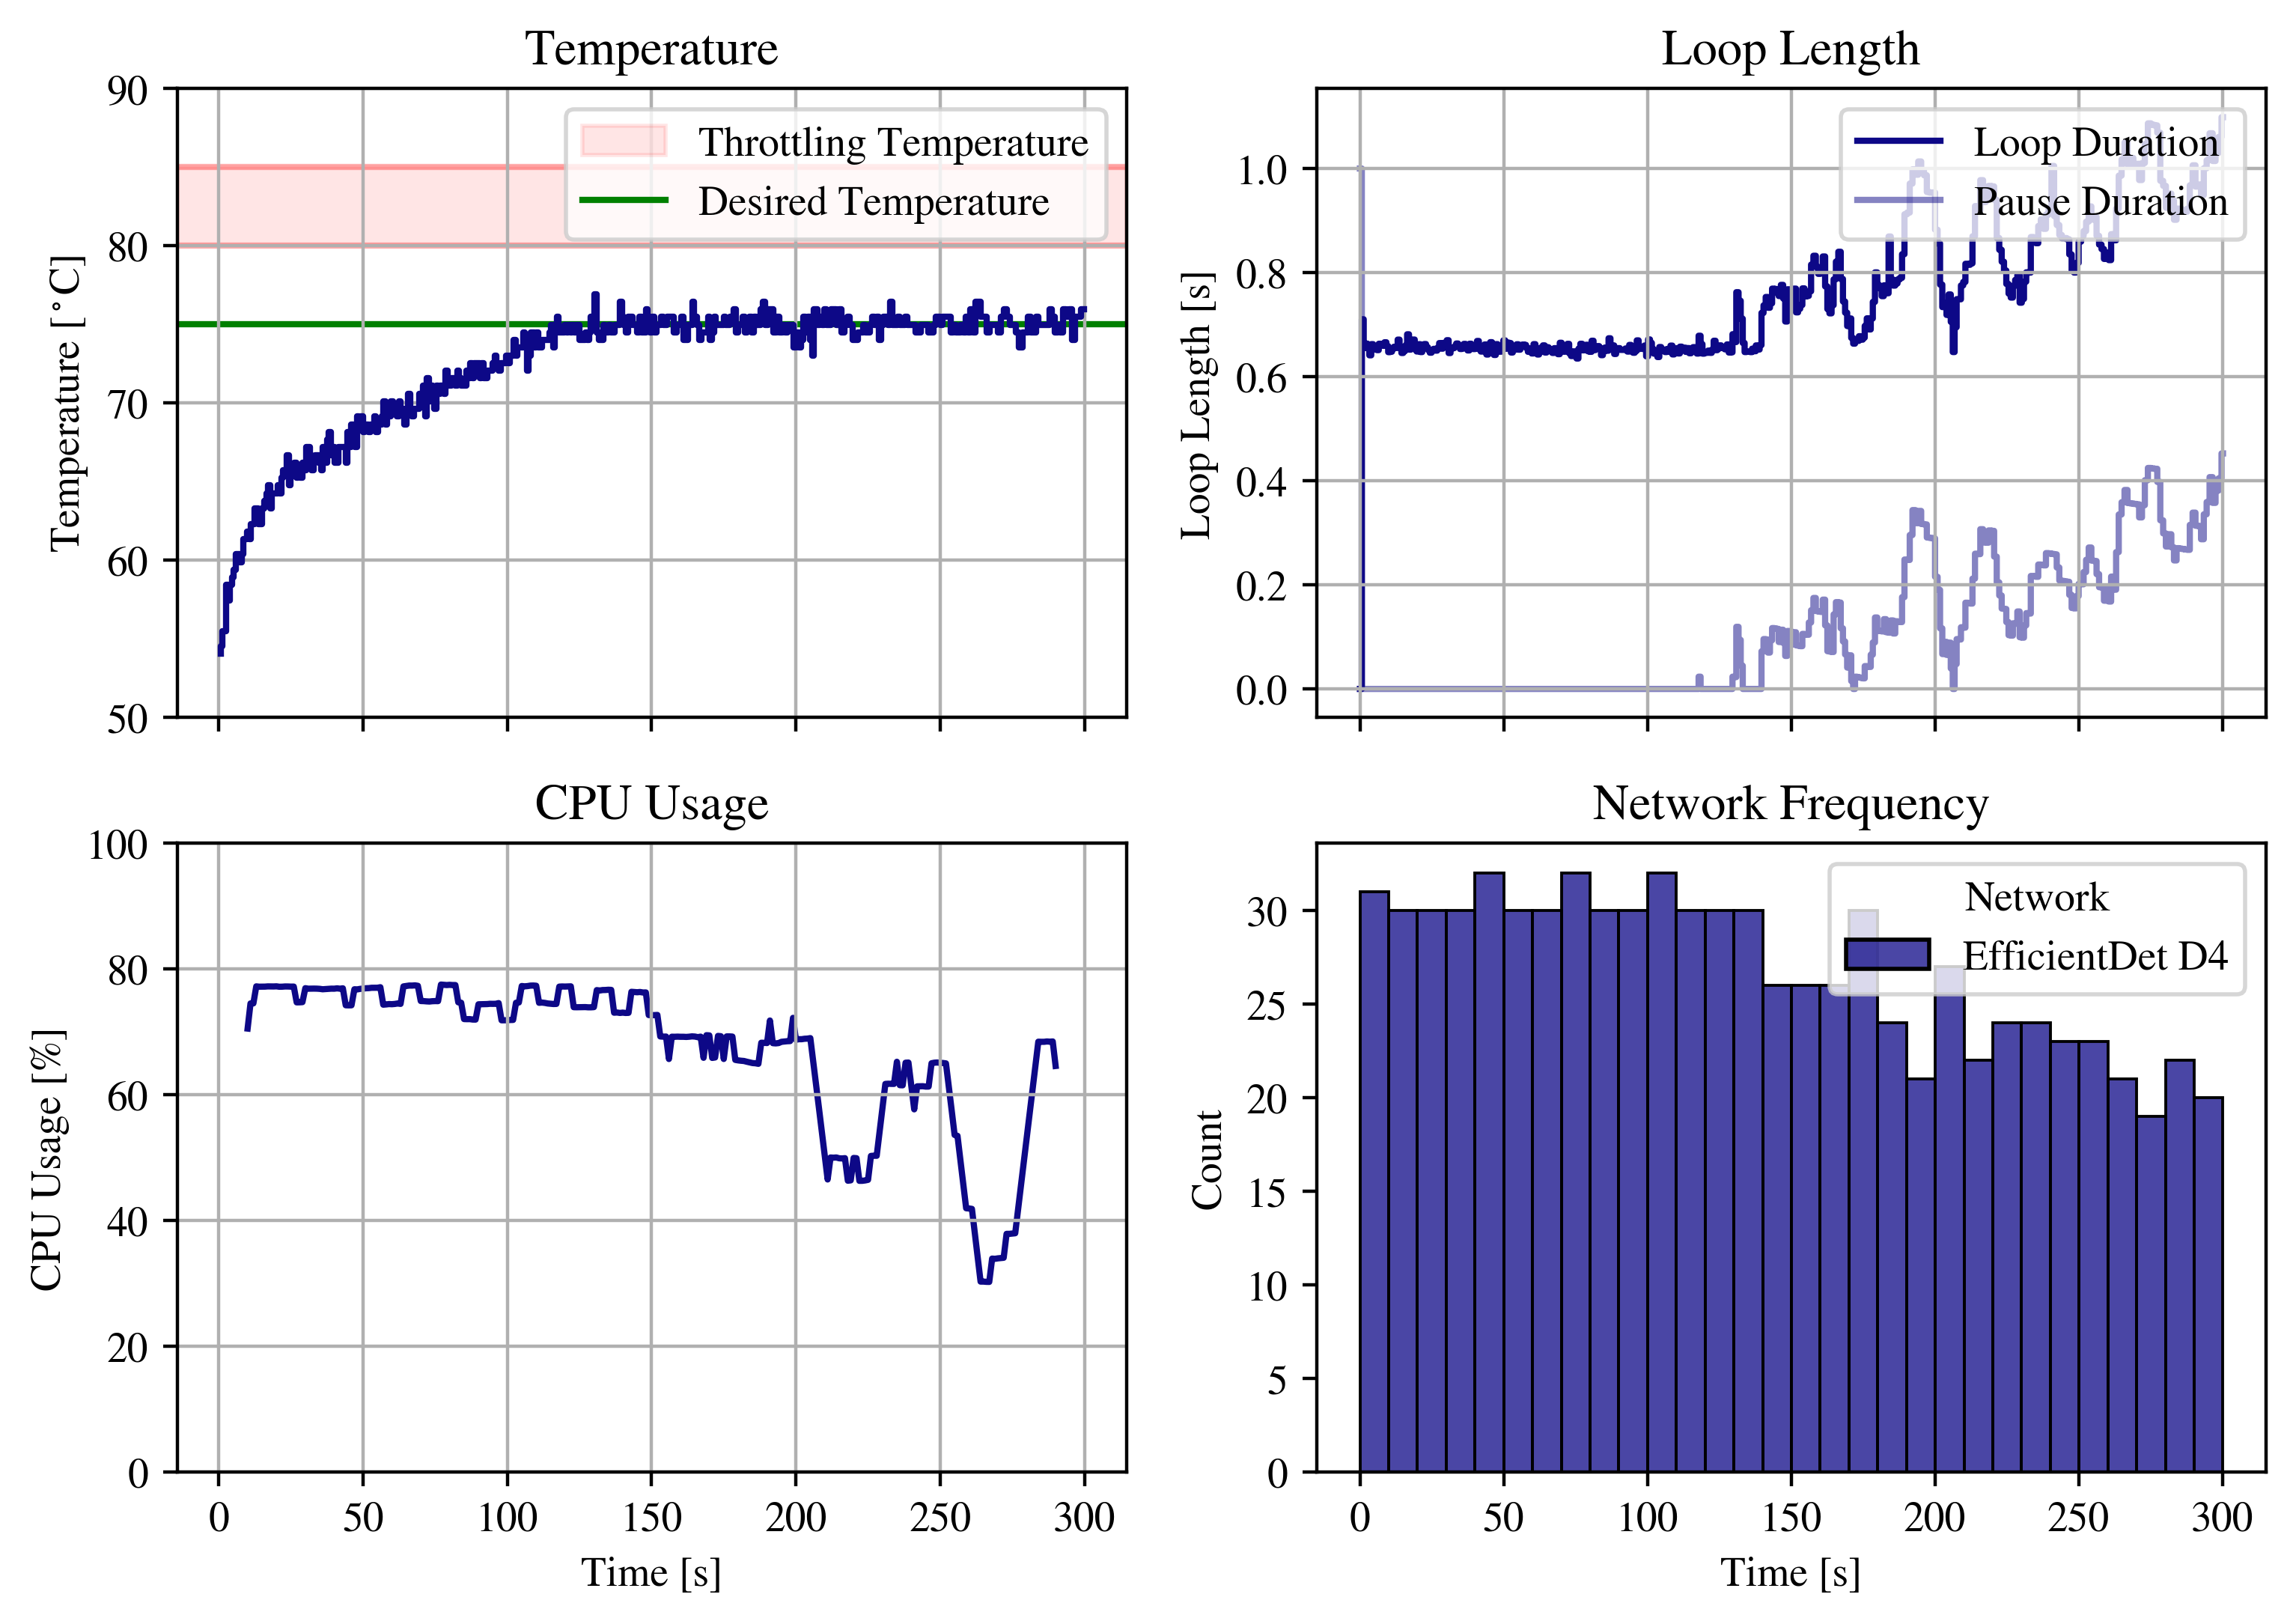 Temperature
90
80
70
60
50
Temperature [°C]
Throttling Temperature
Desired Temperature
Loop Length
1.0
0.8
0.6
0.4
0.2
0.0
Loop Length [s]
Loop Duration
Pause Duration
CPU Usage
100
80
60
40
20
0
CPU Usage [%]
0 50 100 150 200 250 300
Time [s]
Network Frequency
30
25
20
15
10
5
0
Count
Network
EfficientDet D4
0 50 100 150 200 250 300
Time [s]